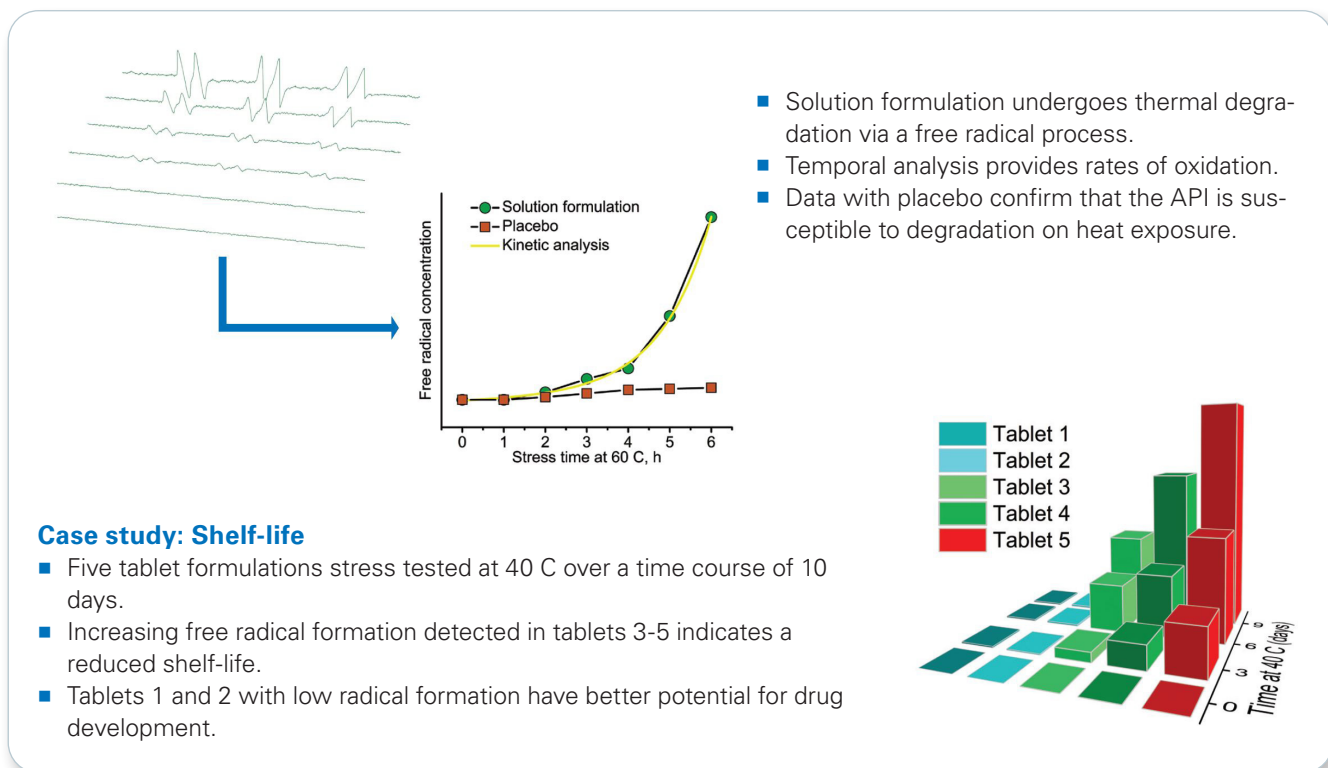 ■ Solution formulation undergoes thermal degra-
dation via a free radical process.
■ Temporal analysis provides rates of oxidation.
■ Data with placebo confirm that the API is sus-
ceptible to degradation on heat exposure.
Solution formulation
Placebo
Kinetic analysis
Free radical concentration
0 1 2 3 4 5 6
Stress time at 60 C, h
Tablet 1
Tablet 2
Tablet 3
Tablet 4
Tablet 5
9
6
3
0
Time at 40 C (days)
Case study: Shelf-life
■ Five tablet formulations stress tested at 40 C over a time course of 10
days.
■ Increasing free radical formation detected in tablets 3-5 indicates a
reduced shelf-life.
■ Tablets 1 and 2 with low radical formation have better potential for drug
development.